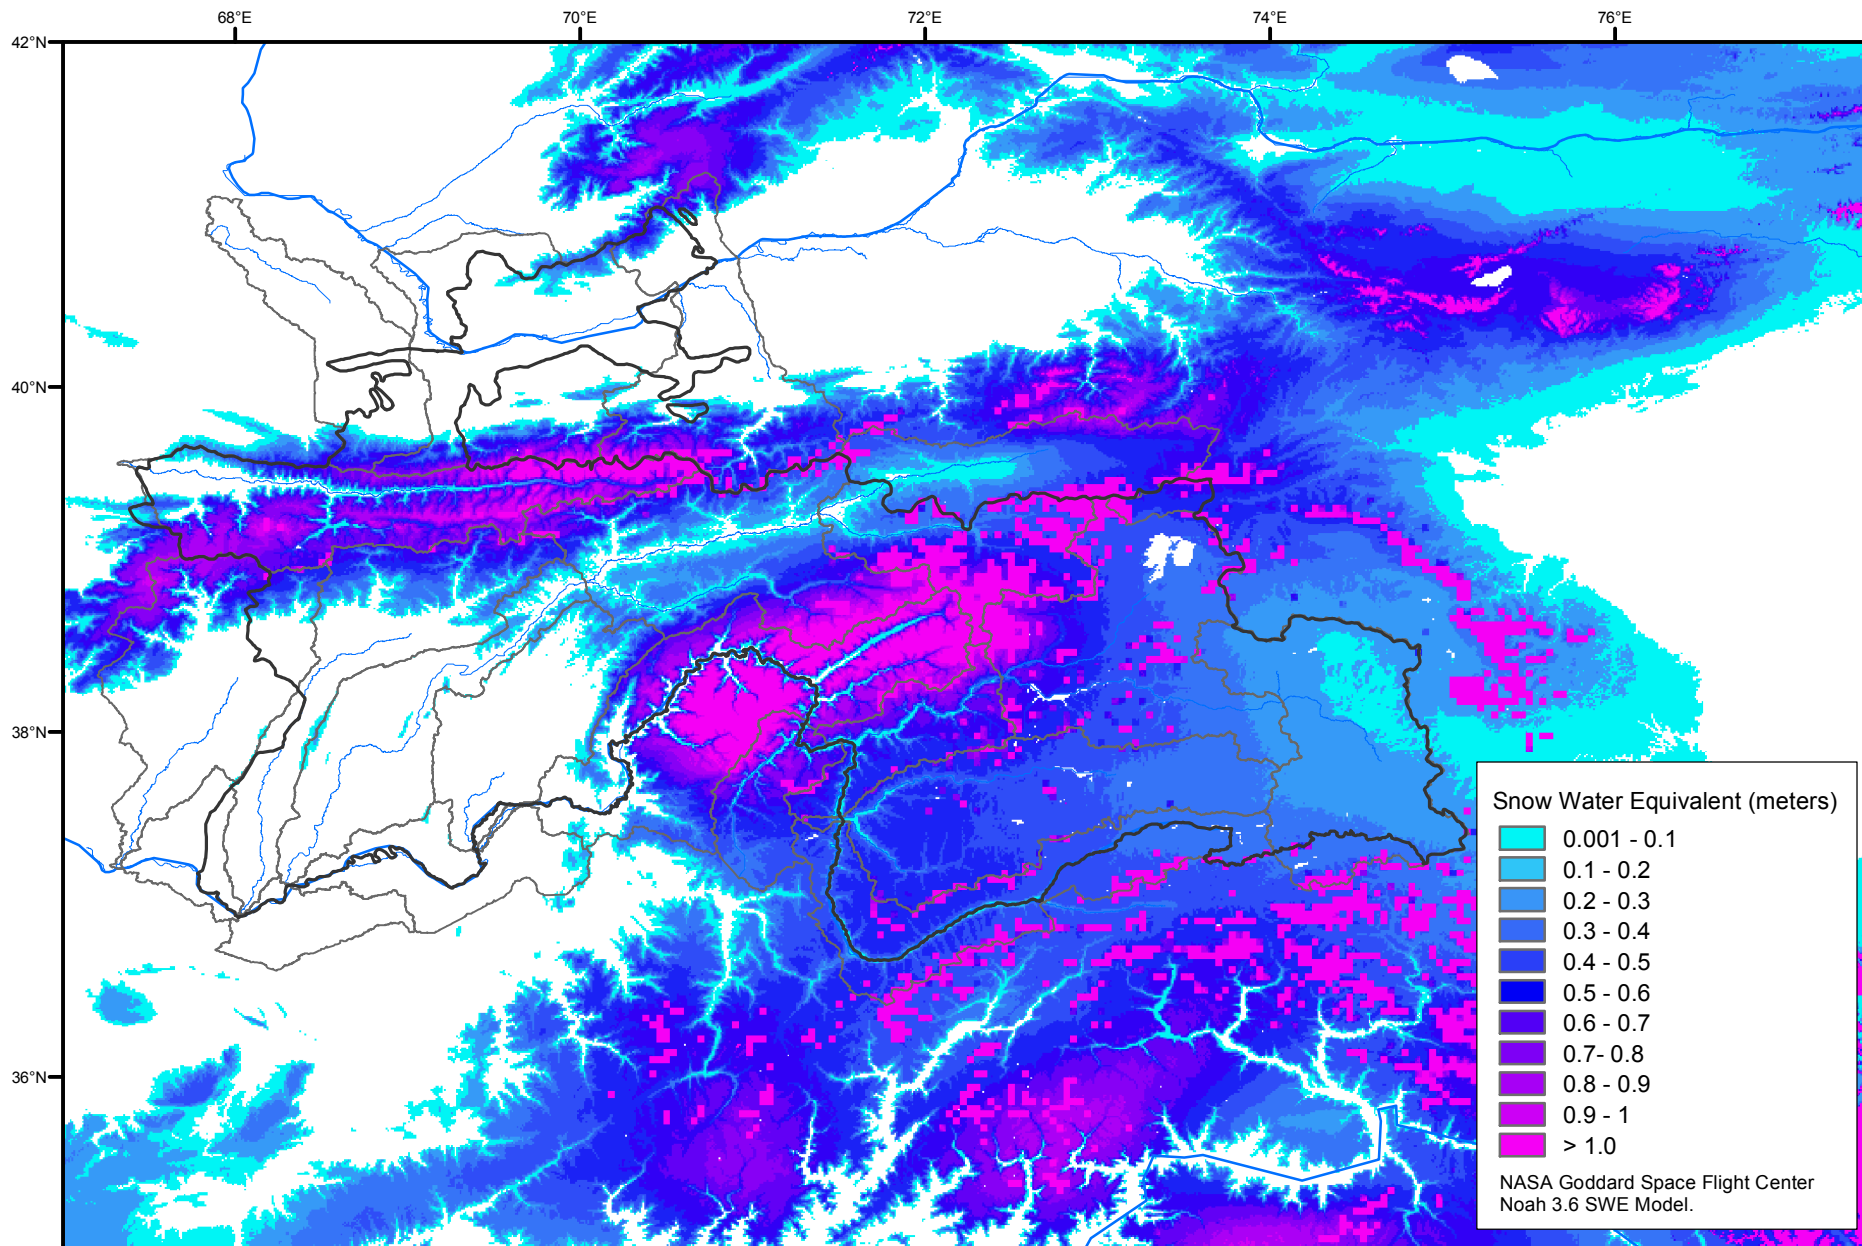 68°E
70°E
72°E
74°E
76°E
42°N
40°N
38°N
36°N
Snow Water Equivalent (meters)
0.001 - 0.1
0.1 - 0.2
0.2 - 0.3
0.3 - 0.4
0.4 - 0.5
0.5 - 0.6
0.6 - 0.7
0.7- 0.8
0.8 - 0.9
0.9 - 1
> 1.0
NASA Goddard Space Flight Center
Noah 3.6 SWE Model.